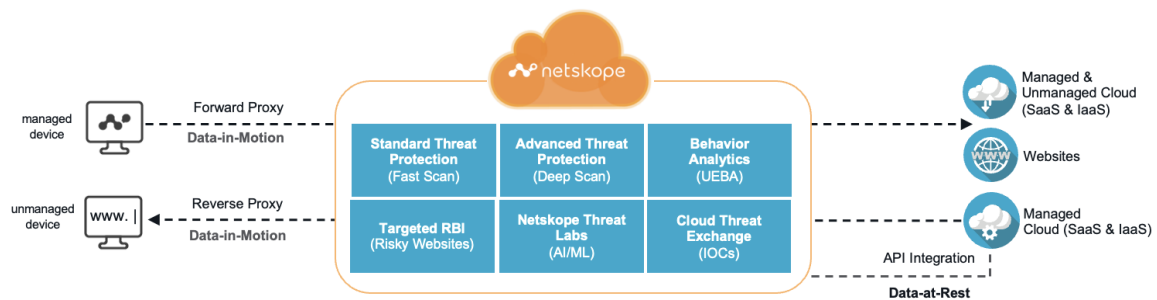 netskope
managed
device
Forward Proxy
Data-in-Motion
unmanaged
device
www. |
Reverse Proxy
Data-in-Motion
Standard Threat
Protection
(Fast Scan)
Advanced Threat
Protection
(Deep Scan)
Behavior
Analytics
(UEBA)
Targeted RBI
(Risky Websites)
Netskope Threat
Labs
(AI/ML)
Cloud Threat
Exchange
(IOCs)
Managed &
Unmanaged Cloud
(SaaS & IaaS)
WWW
Websites
Managed
Cloud (SaaS & IaaS)
API Integration
Data-at-Rest